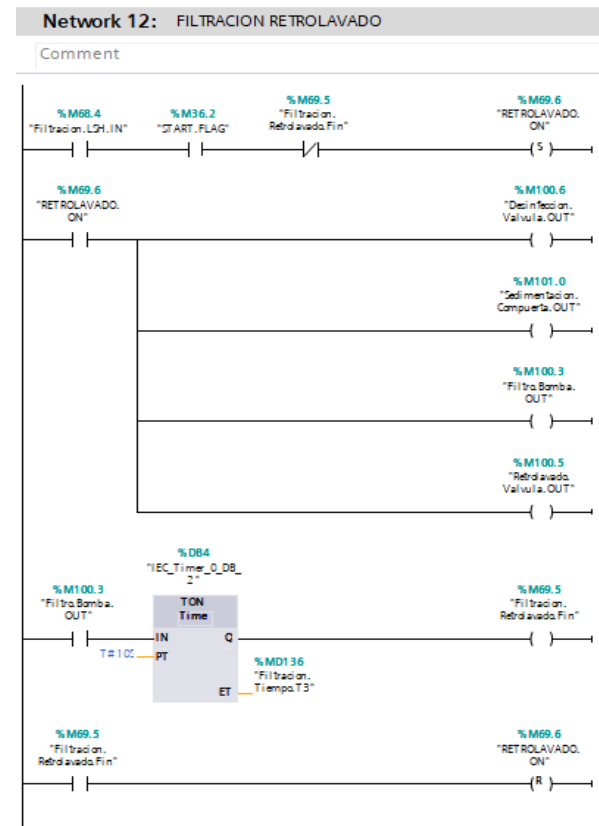 Network 12: FILTRACION RETROLAVADO
Comment
%M68.4
"Filtracion.LSH.IN"
%M36.2
"START.FLAG"
%M69.5
"Filtracion.
Retrolavado.Fin"
%M69.6
"RETROLAVADO.
ON"
S
%M69.6
"RETROLAVADO.
ON"
%M100.6
"Desinfeccion.
Valvula.OUT"
%M101.0
"Sedimentacion.
Compuerta.OUT"
%M100.3
"Filtro.Bomba.
OUT"
%M100.5
"Retrolavado.
Valvula.OUT"
%DB4
"IEC_Timer_0_DB_
2"
%M100.3
"Filtro.Bomba.
OUT"
TON
Time
IN Q
PT
ET
%MD136
"Filtracion.
Tiempo.T3"
%M69.5
"Filtracion.
Retrolavado.Fin"
%M69.5
"Filtracion.
Retrolavado.Fin"
%M69.6
"RETROLAVADO.
ON"
R